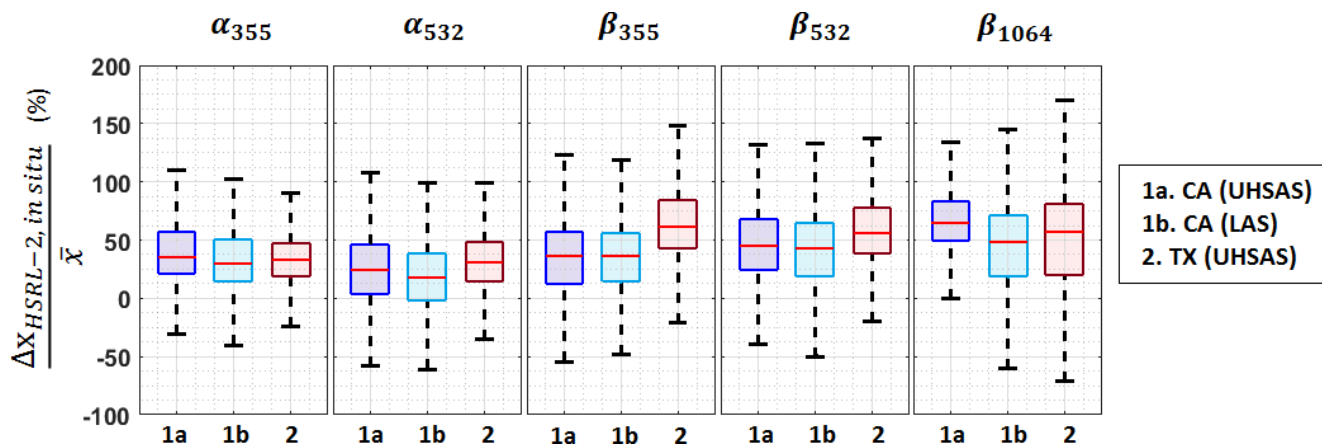 α355 α532 β355 β532 β1064
200
150
100
50
0
-50
-100
ΔxHSRL−2, in situ (%)
x̄
1a 1b 2 1a 1b 2 1a 1b 2 1a 1b 2 1a 1b 2
1a. CA (UHSAS)
1b. CA (LAS)
2. TX (UHSAS)